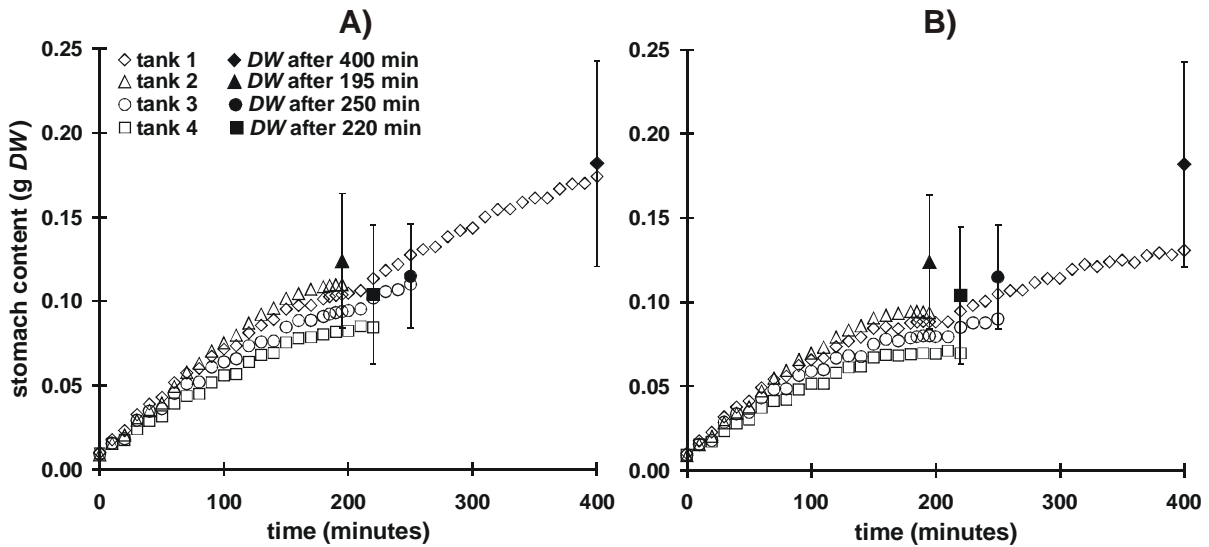 A)
B)
0.25
0.20
0.15
0.10
0.05
0.00
stomach content (g DW)
tank 1
tank 2
tank 3
tank 4
DW after 400 min
DW after 195 min
DW after 250 min
DW after 220 min
0 100 200 300 400
time (minutes)
0.25
0.20
0.15
0.10
0.05
0.00
0 100 200 300 400
time (minutes)